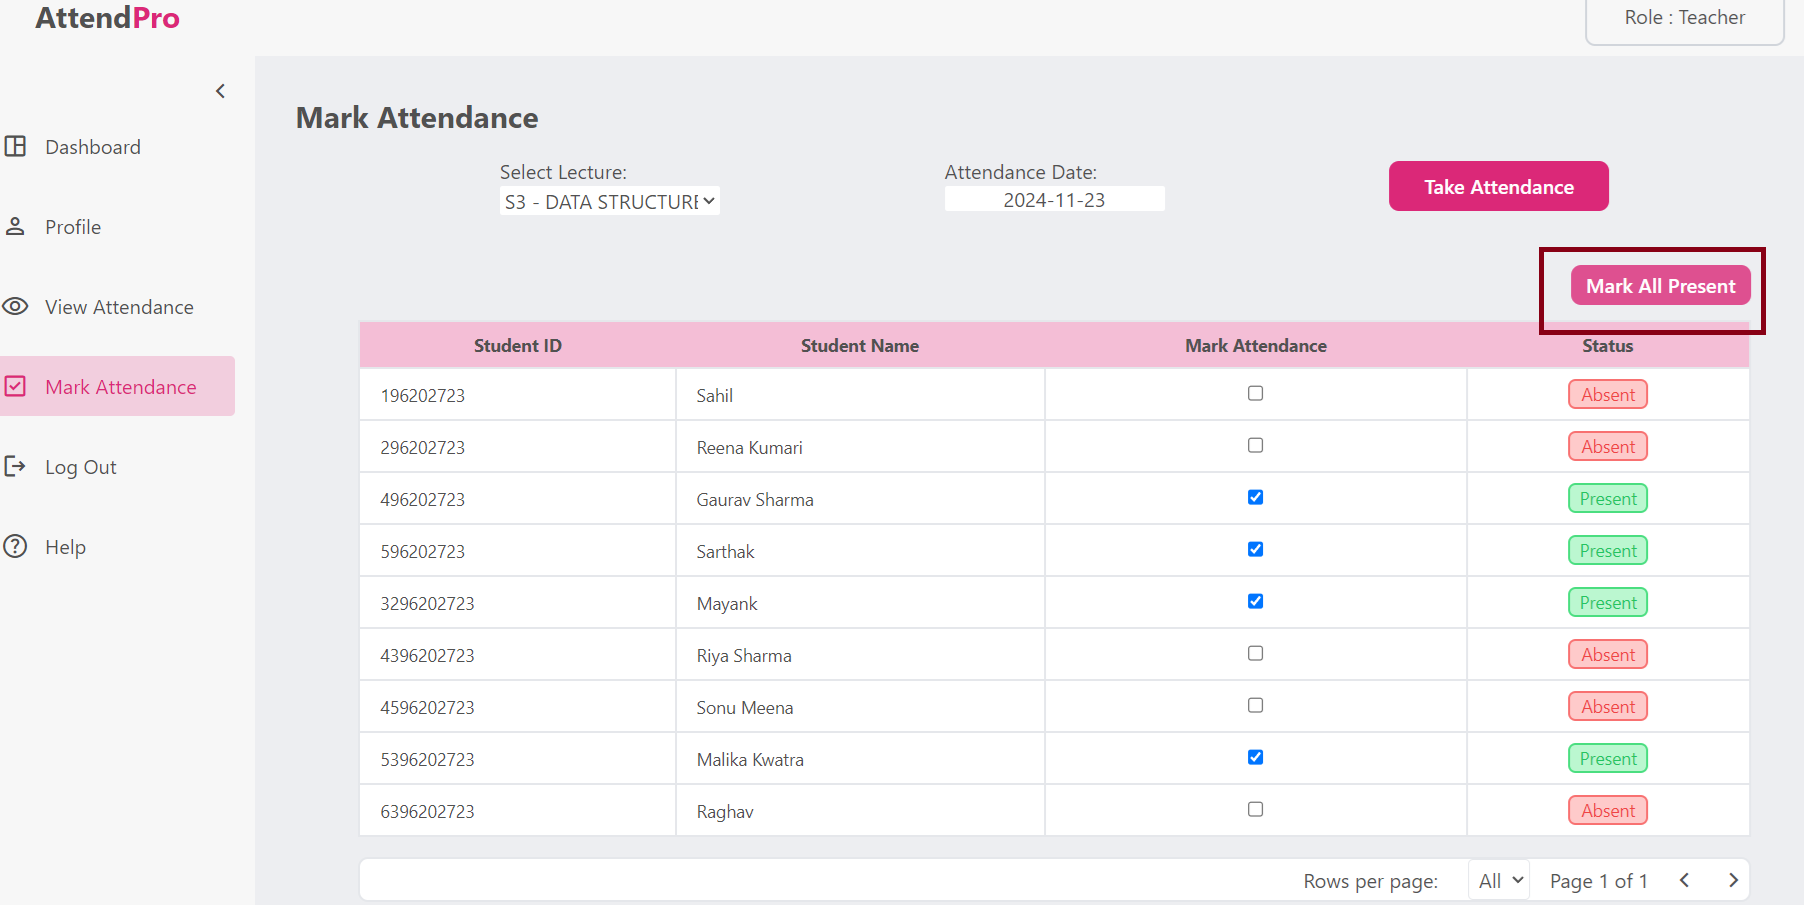 AttendPro
Role : Teacher
Dashboard
Profile
View Attendance
Mark Attendance
Log Out
Help
Mark Attendance
Select Lecture: Attendance Date:
S3 - DATA STRUCTURE 2024-11-23 Take Attendance
Mark All Present
Student ID Student Name Mark Attendance Status
196202723 Sahil Absent
296202723 Reena Kumari Absent
496202723 Gaurav Sharma Present
596202723 Sarthak Present
3296202723 Mayank Present
4396202723 Riya Sharma Absent
4596202723 Sonu Meena Absent
5396202723 Malika Kwatra Present
6396202723 Raghav Absent
Rows per page: All Page 1 of 1